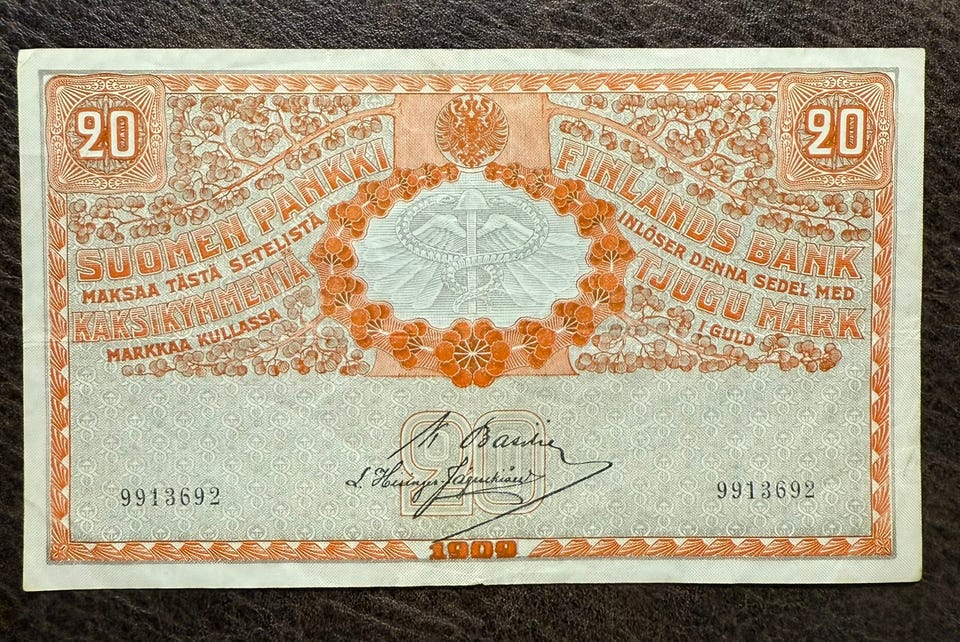 20
20
SUOMEN PANKKI
MAKSAA TÄSTÄ SETELISTÄ
KAKSIKYMMENTÄ
MARKKAA KULLASSA
FINLANDS BANK
INLÖSER DENNA SEDEL MED
TJUGU MARK
I GULD
20
9913692
9913692
1909